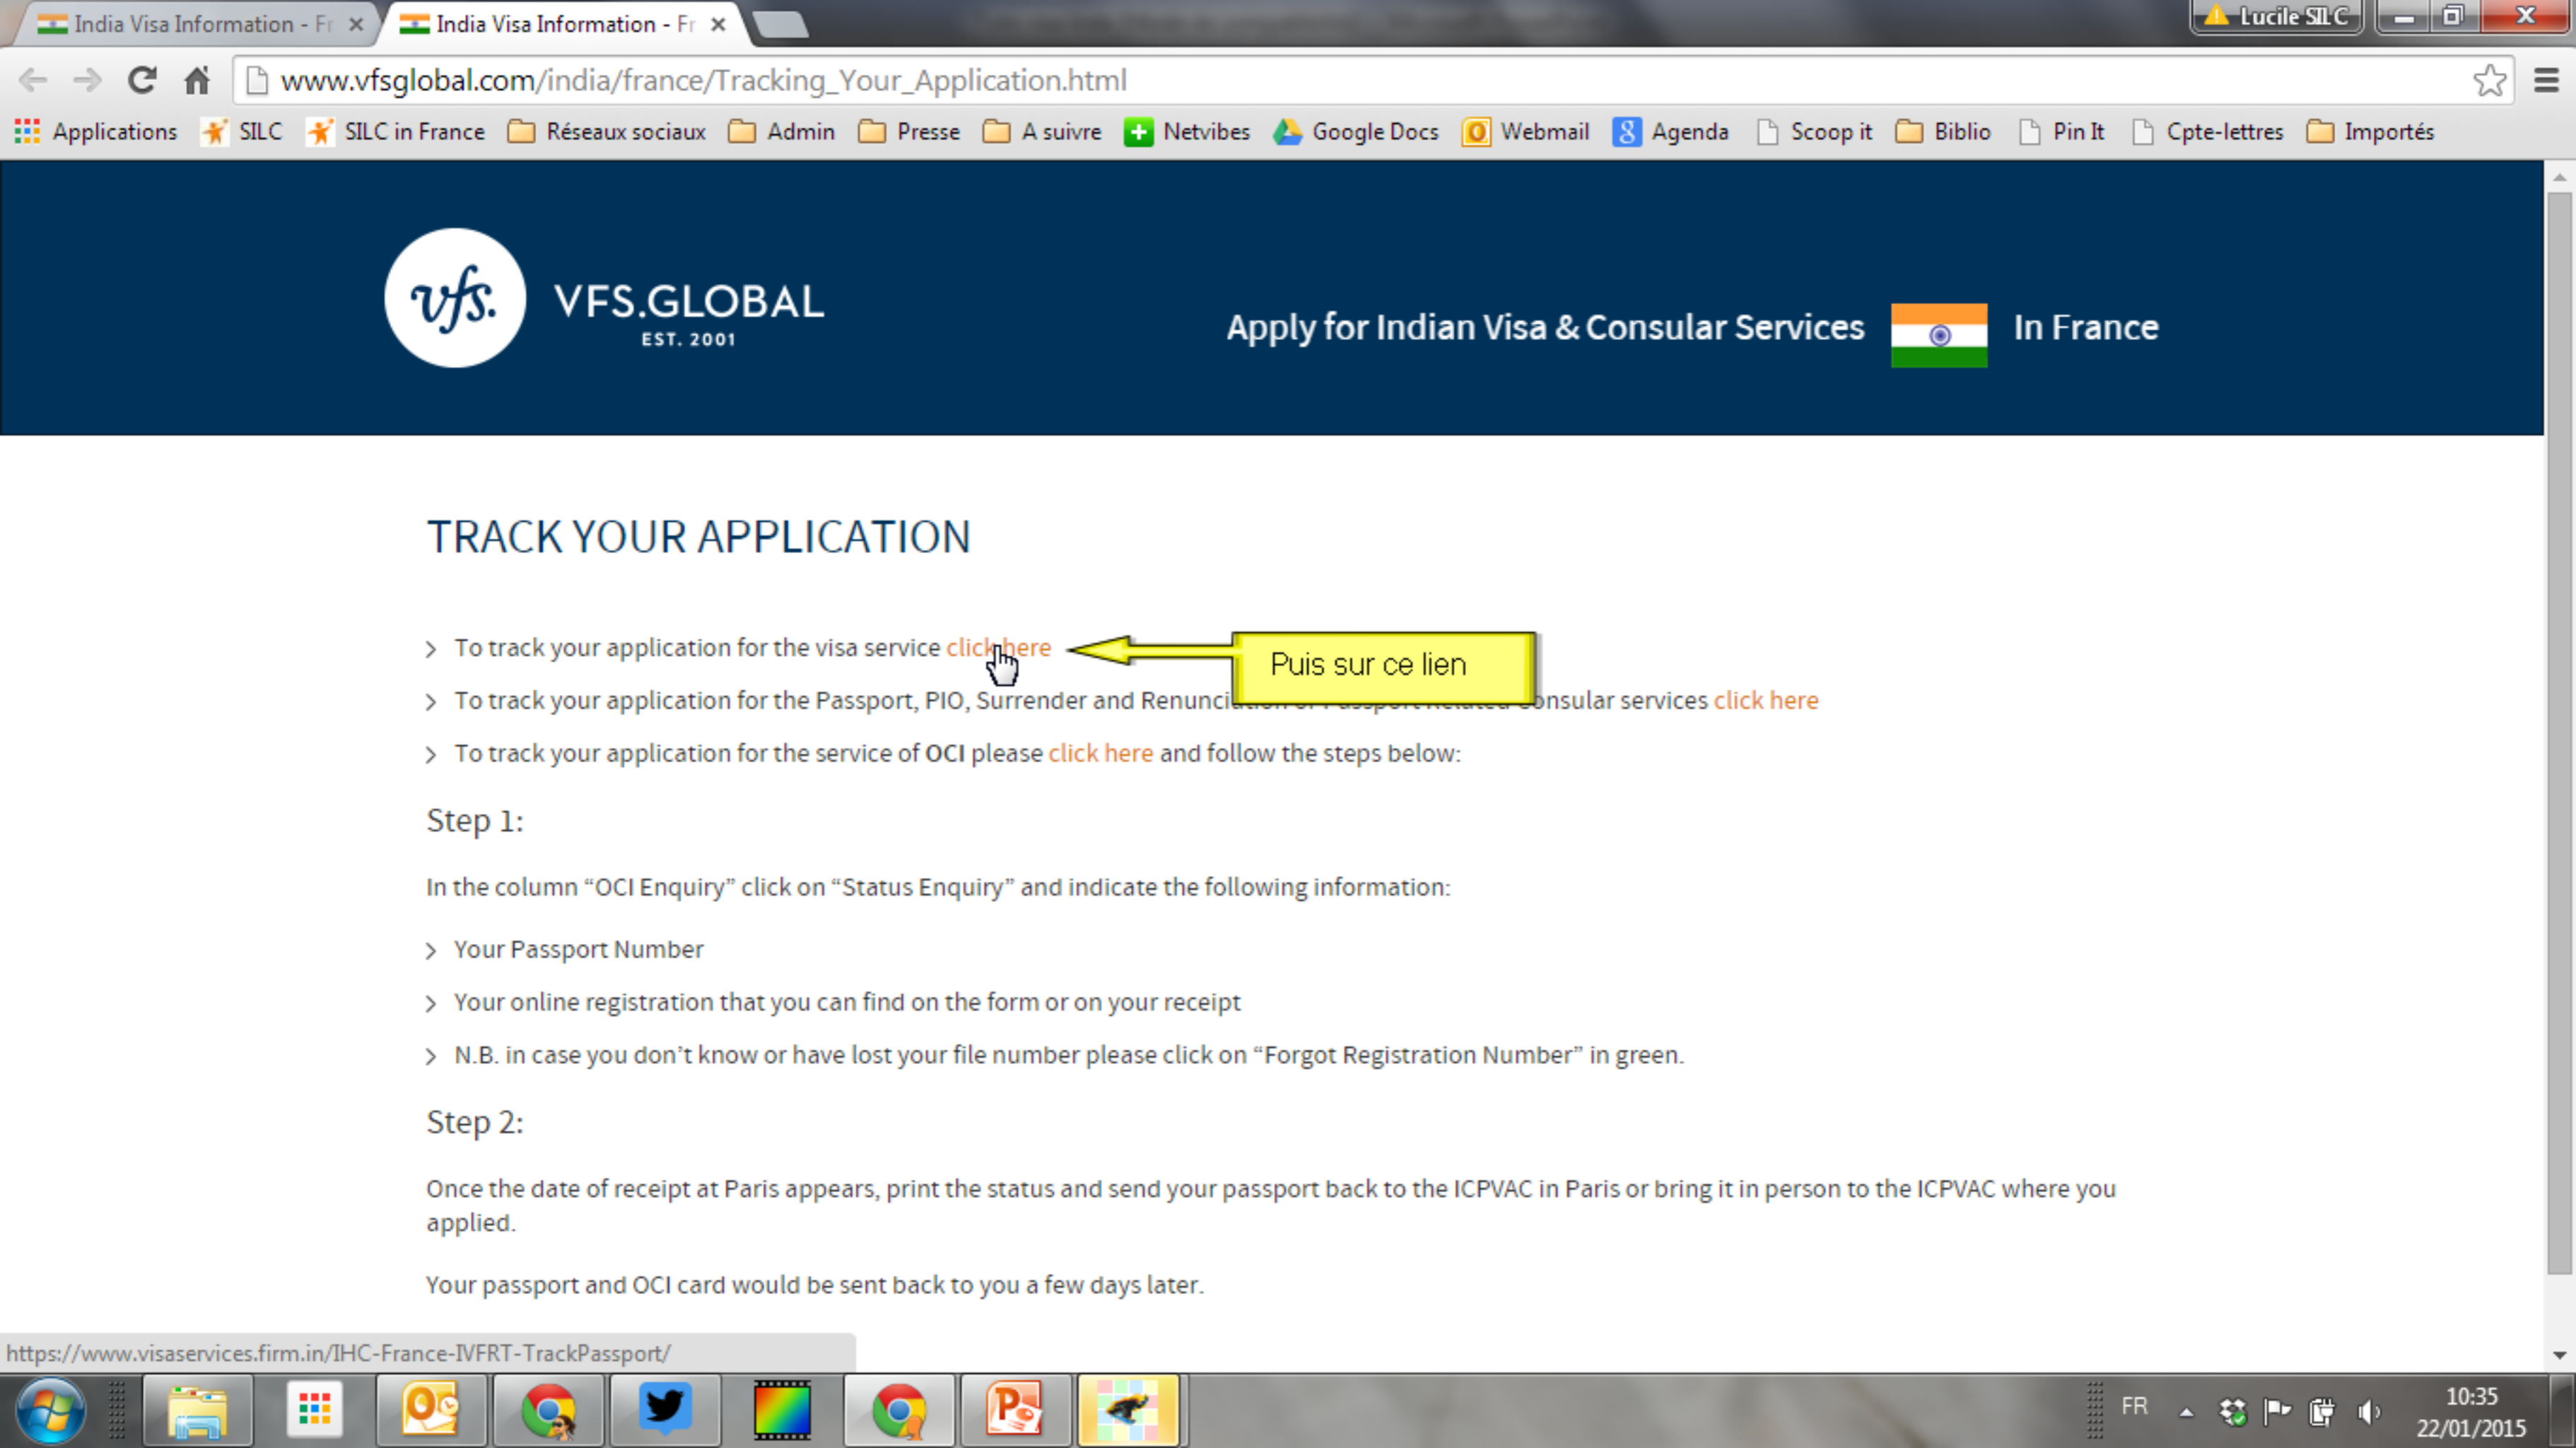 India Visa Information - Fr
India Visa Information - Fr
Lucile SILC
www.vfsglobal.com/india/france/Tracking_Your_Application.html
Applications SILC SILC in France Réseaux sociaux Admin Presse A suivre Netvibes Google Docs Webmail Agenda Scoop it Biblio Pin It Cpte-lettres Importés
vfs. VFS.GLOBAL
EST. 2001
Apply for Indian Visa & Consular Services In France
TRACK YOUR APPLICATION
To track your application for the visa service click here
Puis sur ce lien
To track your application for the Passport, PIO, Surrender and Consular services click here
To track your application for the service of OCI please click here and follow the steps below:
Step 1:
In the column “OCI Enquiry” click on “Status Enquiry” and indicate the following information:
Your Passport Number
Your online registration that you can find on the form or on your receipt
N.B. in case you don’t know or have lost your file number please click on “Forgot Registration Number” in green.
Step 2:
Once the date of receipt at Paris appears, print the status and send your passport back to the ICPVAC in Paris or bring it in person to the ICPVAC where you
applied.
Your passport and OCI card would be sent back to you a few days later.
https://www.visaservices.firm.in/IHC-France-IVFRT-TrackPassport/
FR
10:35
22/01/2015